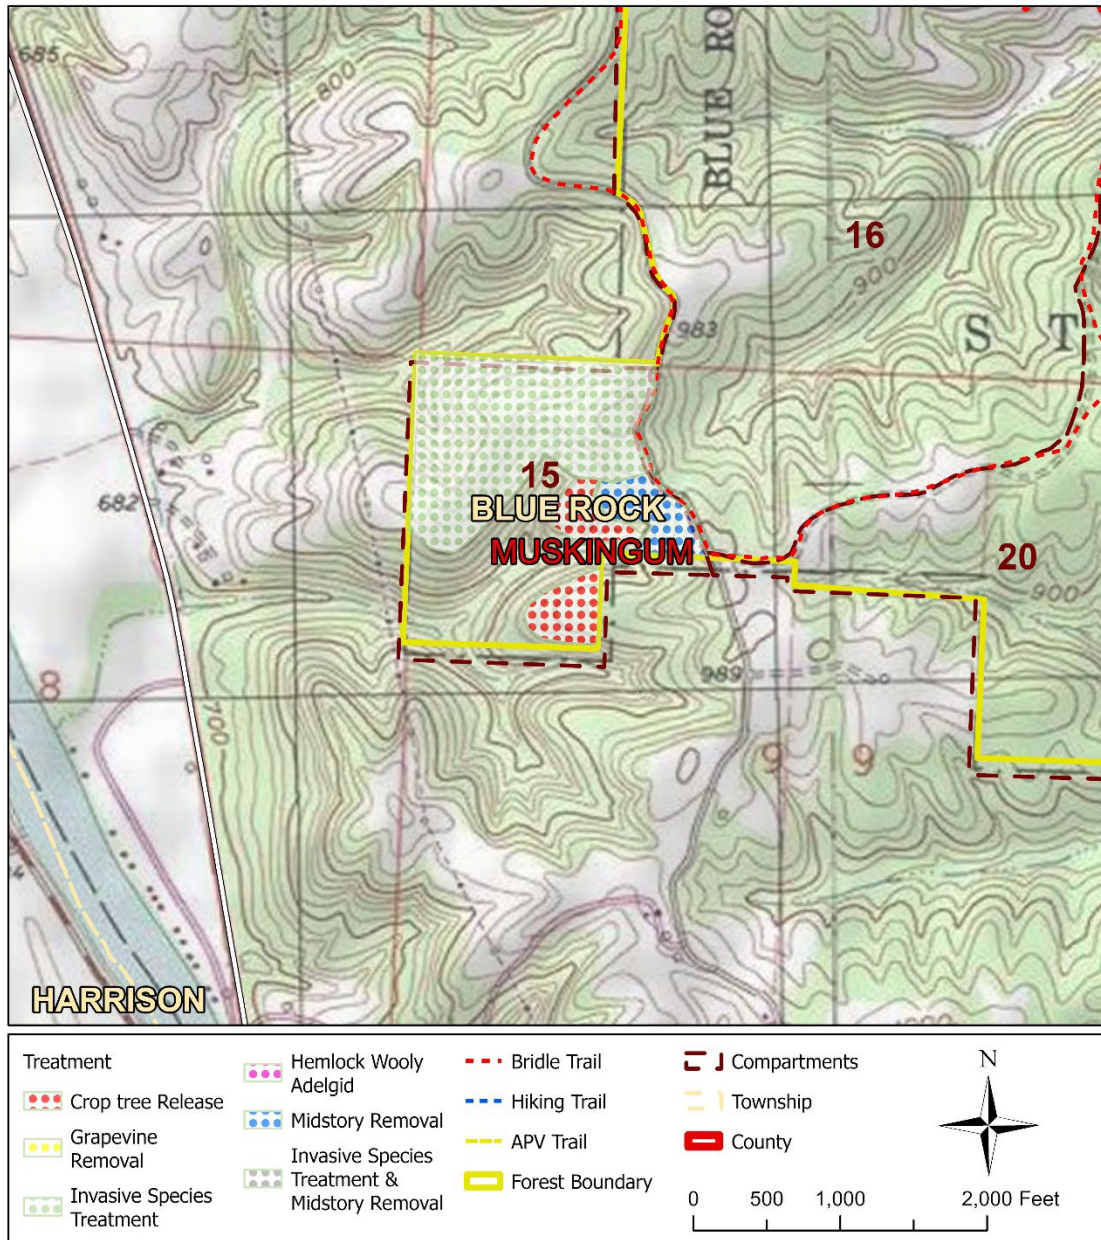 685
80
BLUE RO
16
900
983
S T
15
BLUE ROCK
682
MUSKINGUM
20
900
989
8
700
9
9
HARRISON
Treatment
Crop tree Release
Grapevine
Removal
Invasive Species
Treatment
Hemlock Wooly
Adelgid
Midstory Removal
Invasive Species
Treatment &
Midstory Removal
Bridle Trail
Hiking Trail
APV Trail
Forest Boundary
Compartments
Township
County
N
0 500 1,000 2,000 Feet